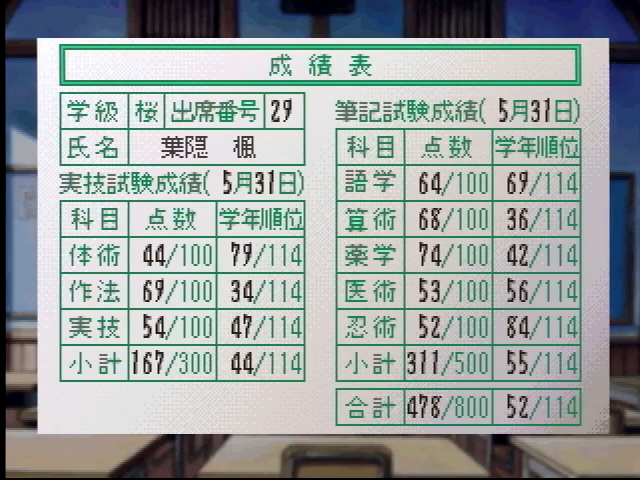 成績表
学級 桜 出席番号 29
氏名 葉隠 楓
実技試験成績( 5月31日)
科目 点数 学年順位
体術 44/100 79/114
作法 69/100 34/114
実技 54/100 47/114
小計 167/300 44/114
筆記試験成績( 5月31日)
科目 点数 学年順位
語学 64/100 69/114
算術 68/100 36/114
薬学 74/100 42/114
医術 53/100 56/114
忍術 52/100 84/114
小計 311/500 55/114
合計 478/800 52/114